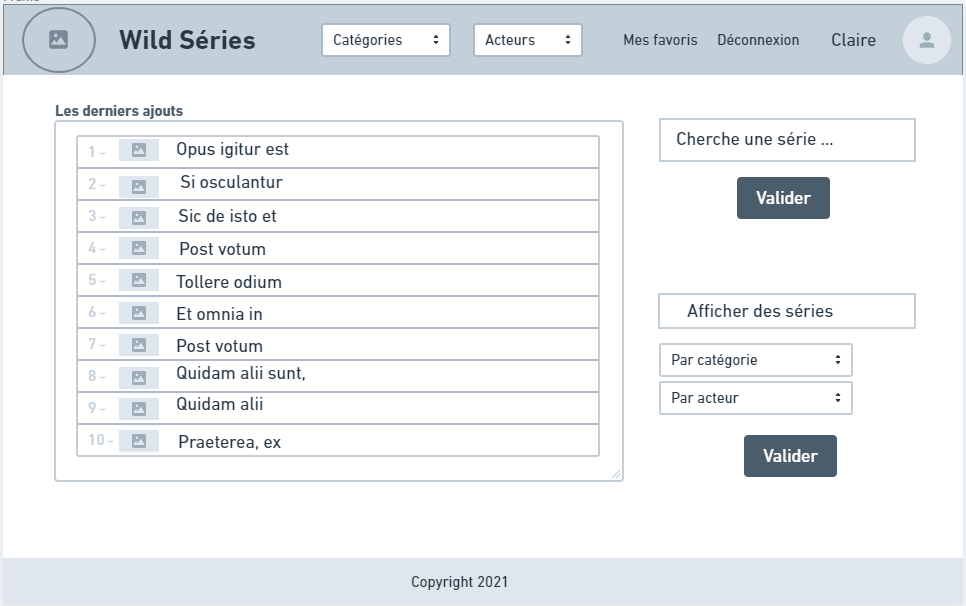 Wild Séries
Catégories
Acteurs
Mes favoris
Déconnexion
Claire
Les derniers ajouts
1 - Opus igitur est
2 - Si osculantur
3 - Sic de isto et
4 - Post votum
5 - Tollere odium
6 - Et omnia in
7 - Post votum
8 - Quidam alii sunt,
9 - Quidam alii
10 - Praeterea, ex
Cherche une série ...
Valider
Afficher des séries
Par catégorie
Par acteur
Valider
Copyright 2021